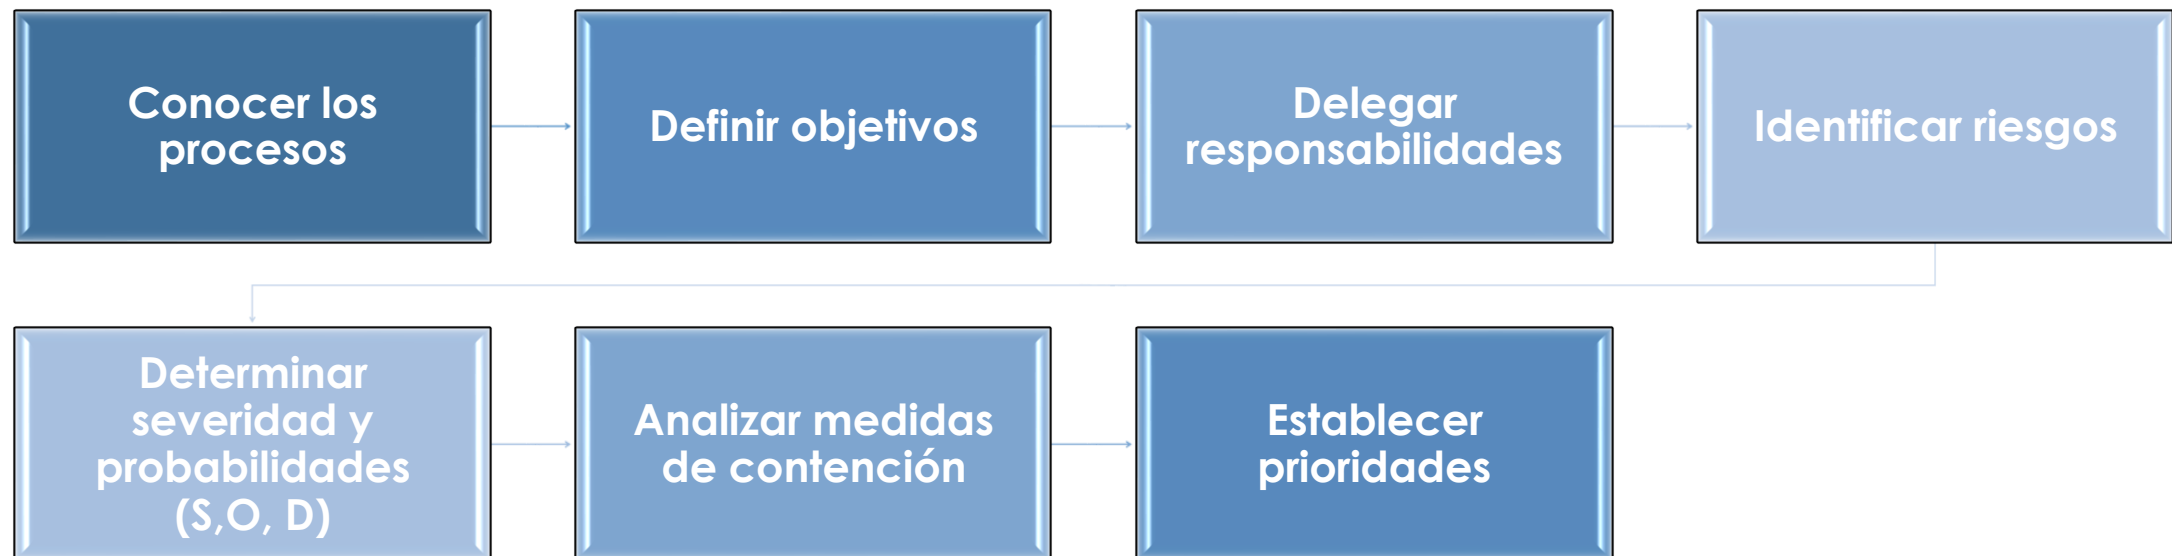 Conocer los
procesos
Definir objetivos
Delegar
responsabilidades
Identificar riesgos
Determinar
severidad y
probabilidades
(S,O, D)
Analizar medidas
de contención
Establecer
prioridades